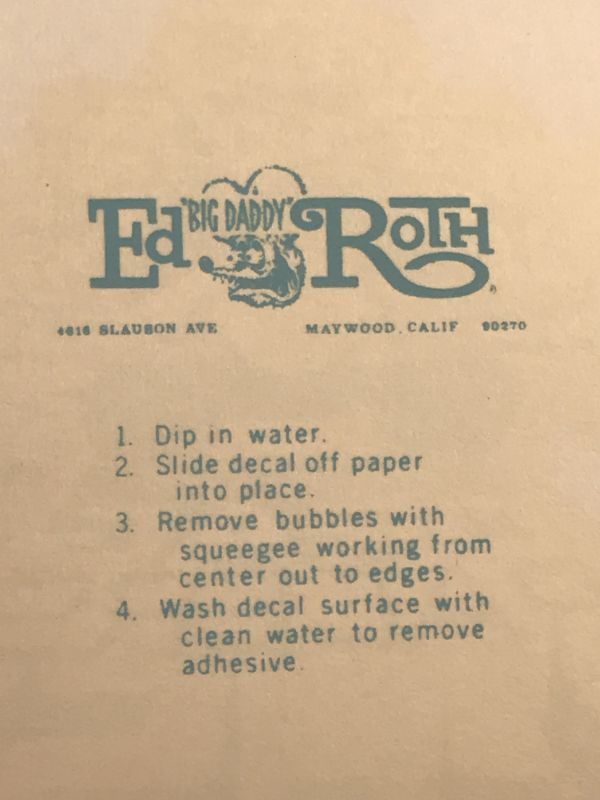 Ed "BIG DADDY" ROTH
4616 SLAUSON AVE MAYWOOD, CALIF 90270
1. Dip in water.
2. Slide decal off paper
into place.
3. Remove bubbles with
squeegee working from
center out to edges.
4. Wash decal surface with
clean water to remove
adhesive.